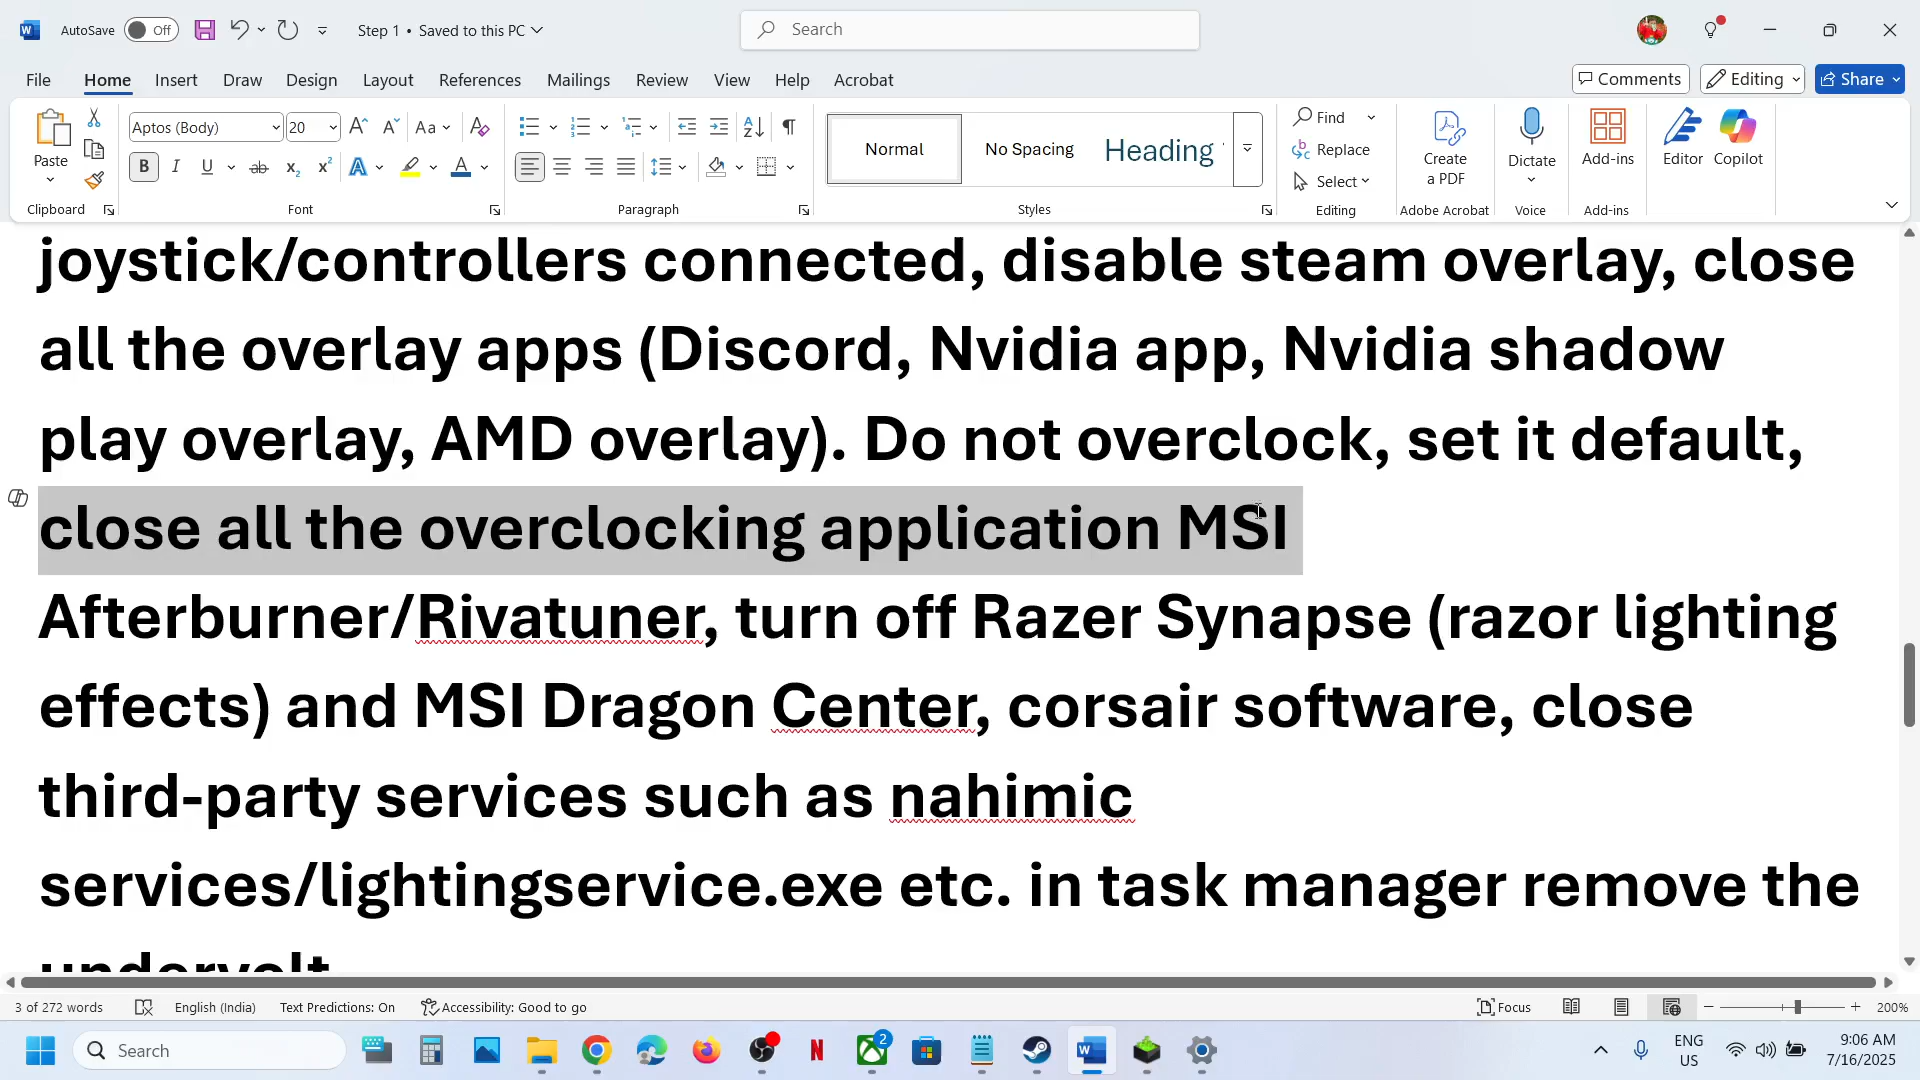 AutoSave Off Step 1 • Saved to this PC Search
File Home Insert Draw Design Layout References Mailings Review View Help Acrobat Comments Editing Share
Paste Aptos (Body) 20 Normal No Spacing Heading Find Replace Select Create a PDF Dictate Add-ins Editor Copilot
Clipboard Font Paragraph Styles Editing Adobe Acrobat Voice Add-ins
joystick/controllers connected, disable steam overlay, close
all the overlay apps (Discord, Nvidia app, Nvidia shadow
play overlay, AMD overlay). Do not overclock, set it default,
close all the overclocking application MSI
Afterburner/Rivatuner, turn off Razer Synapse (razor lighting
effects) and MSI Dragon Center, corsair software, close
third-party services such as nahimic
services/lightingservice.exe etc. in task manager remove the
undervolt
3 of 272 words English (India) Text Predictions: On Accessibility: Good to go Focus 200%
Search 2 ENG 9:06 AM
US 7/16/2025